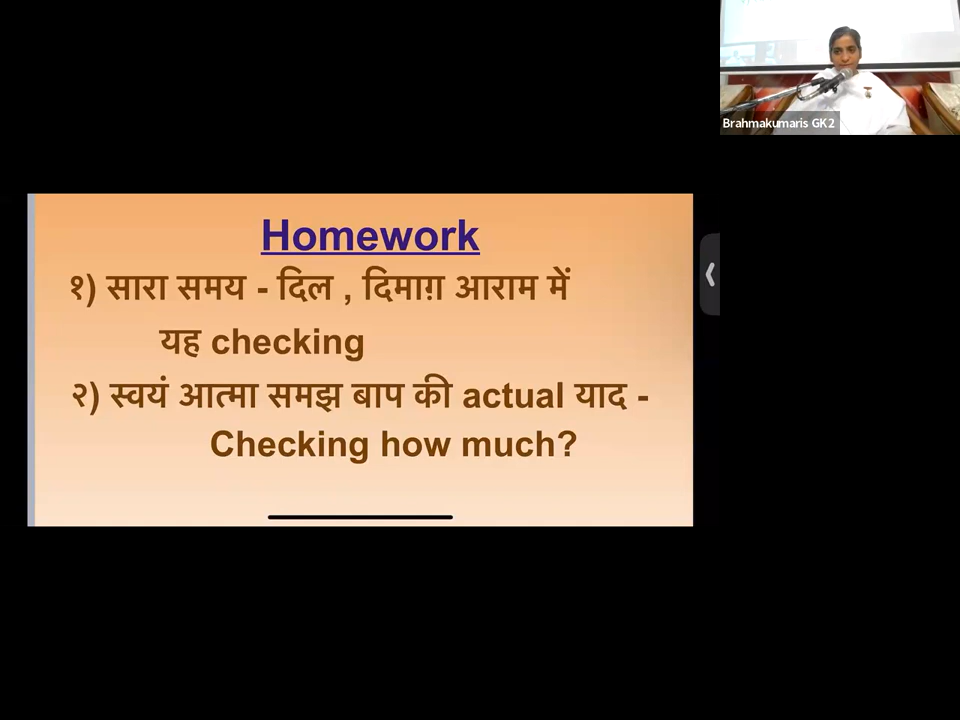 Brahmakumaris GK2
Homework
१) सारा समय - दिल , दिमाग़ आराम में
यह checking
२) स्वयं आत्मा समझ बाप की actual याद -
Checking how much?